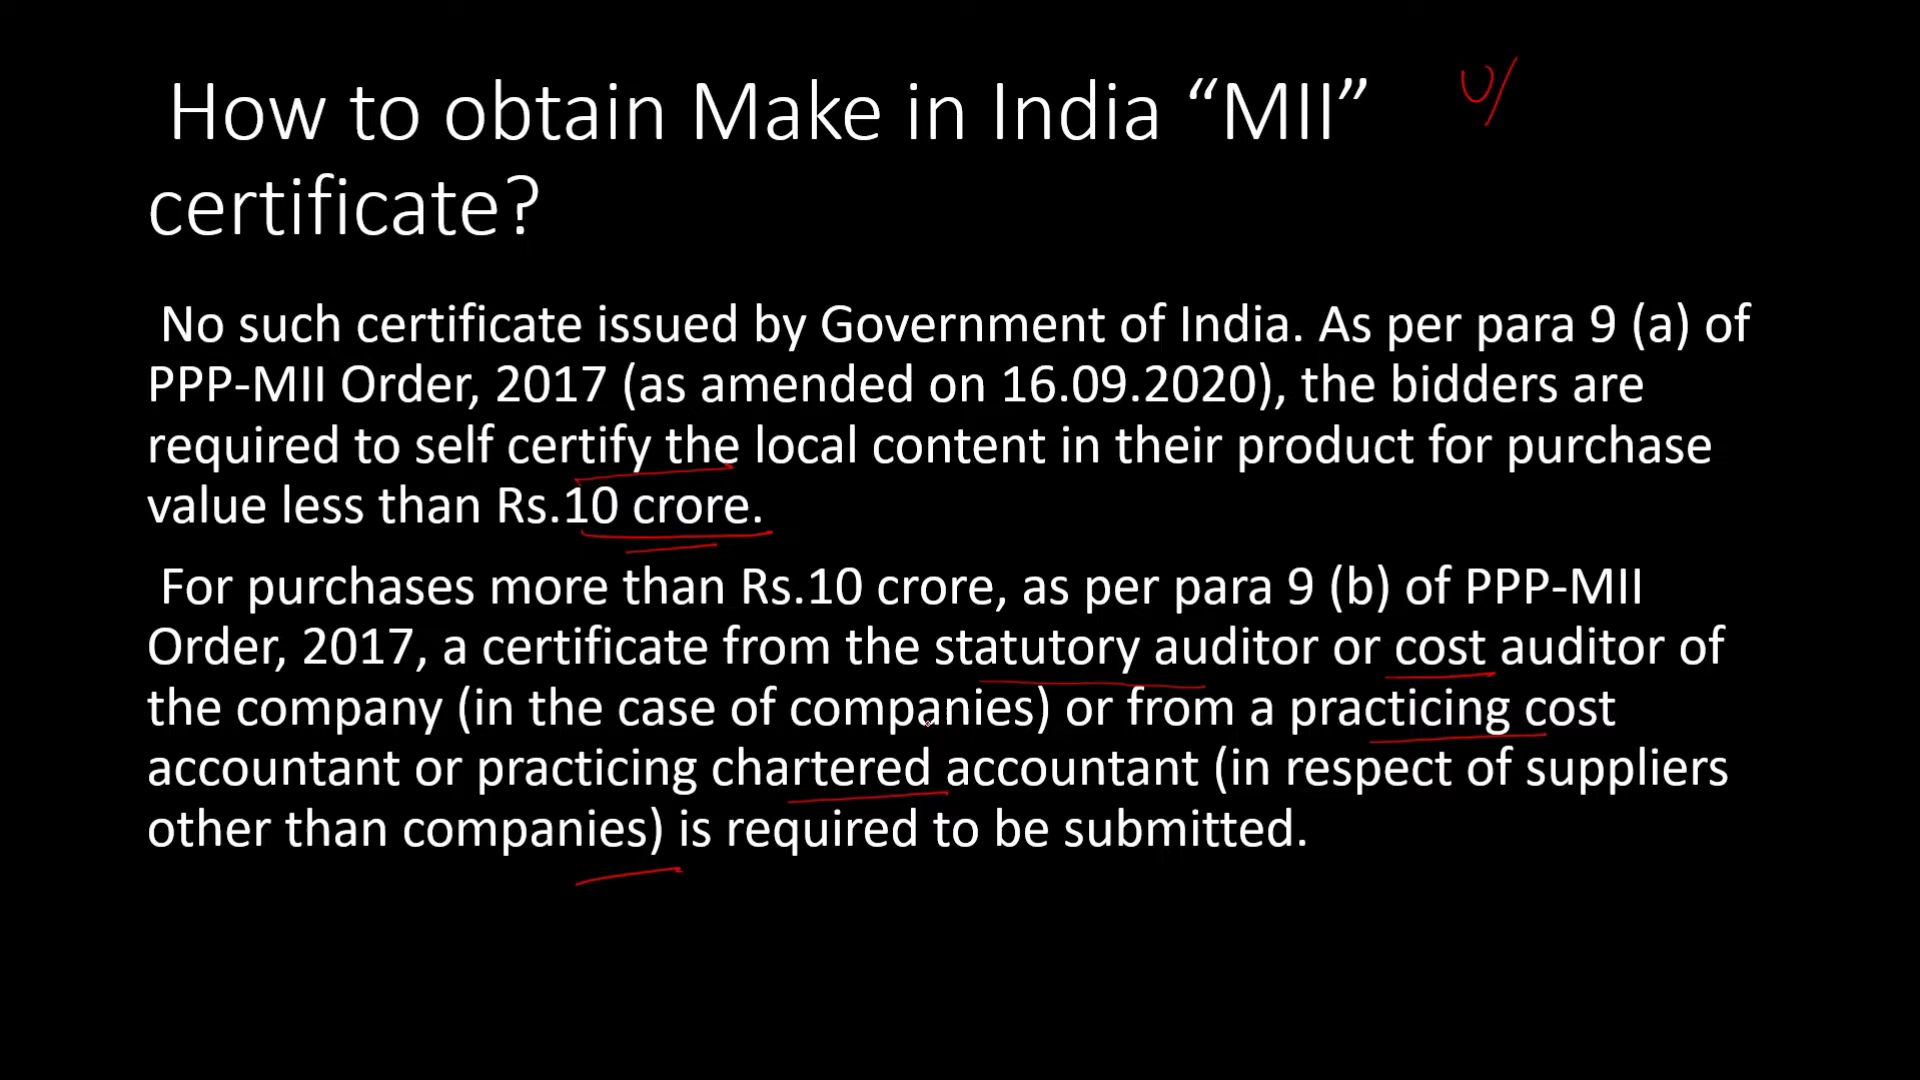 How to obtain Make in India “MII”
certificate?
No such certificate issued by Government of India. As per para 9 (a) of
PPP-MII Order, 2017 (as amended on 16.09.2020), the bidders are
required to self certify the local content in their product for purchase
value less than Rs.10 crore.
For purchases more than Rs.10 crore, as per para 9 (b) of PPP-MII
Order, 2017, a certificate from the statutory auditor or cost auditor of
the company (in the case of companies) or from a practicing cost
accountant or practicing chartered accountant (in respect of suppliers
other than companies) is required to be submitted.